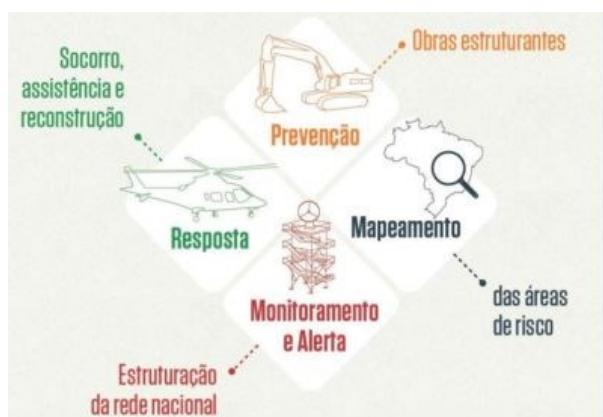 Obras estruturantes
Prevenção
Socorro,
assistência e
reconstrução
Resposta
Mapeamento
das áreas
de risco
Monitoramento
e Alerta
Estruturação
da rede nacional